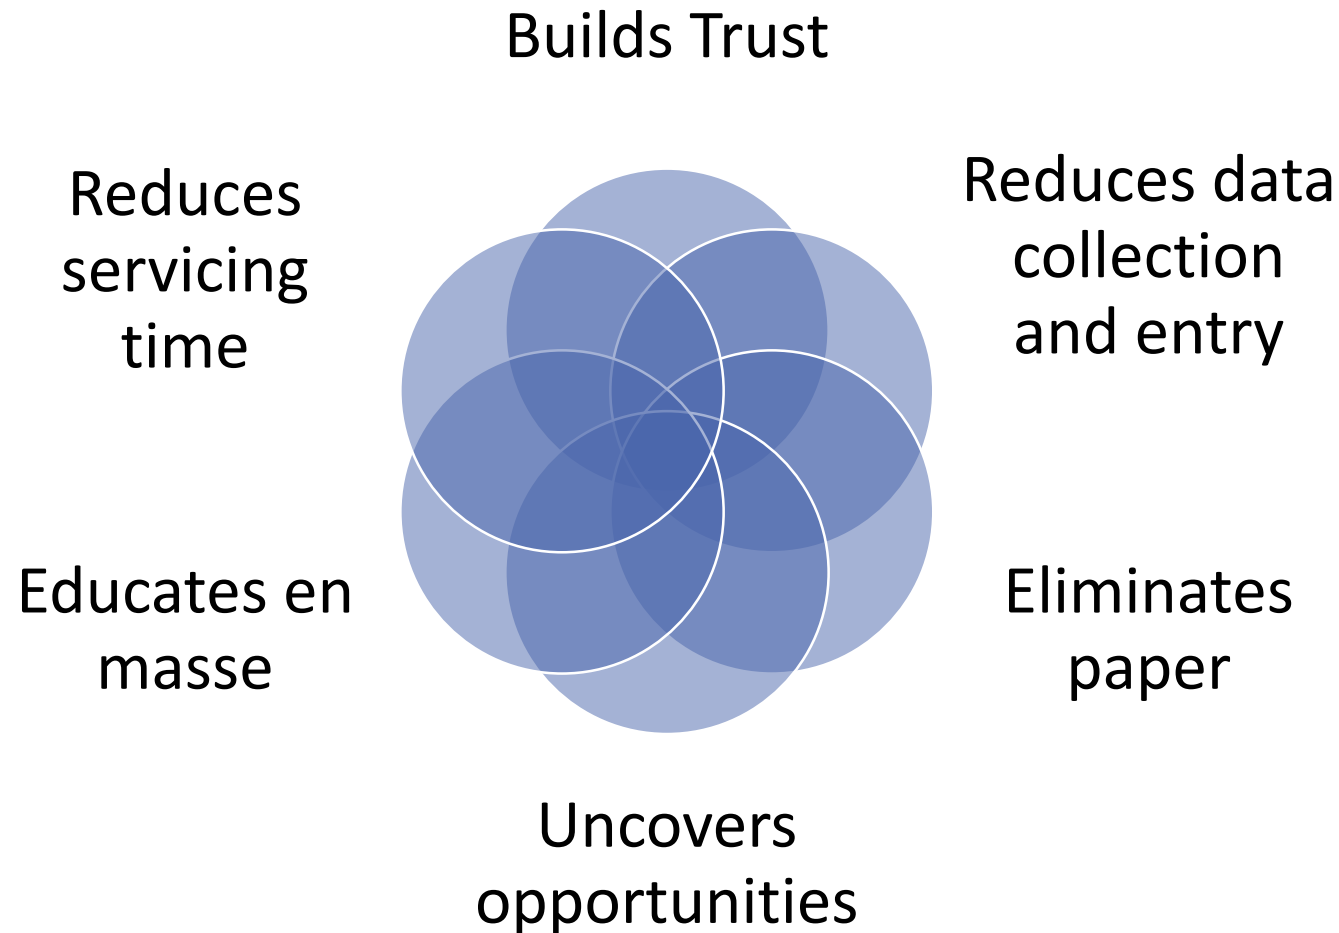 Builds Trust
Reduces data
collection
and entry
Eliminates
paper
Uncovers
opportunities
Educates en
masse
Reduces
servicing
time